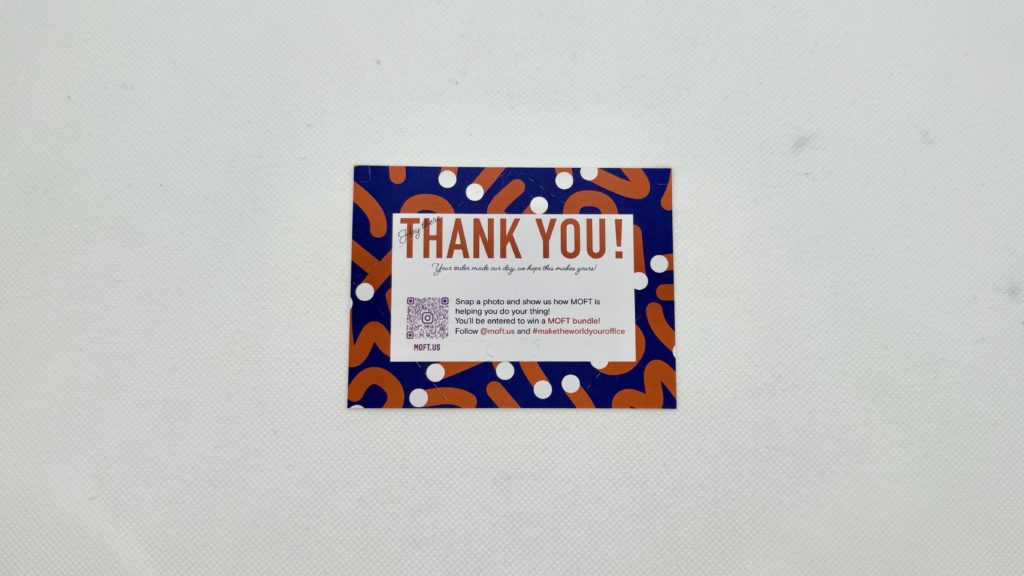 Hey there
THANK YOU!
Your order made our day, we hope this makes yours!
Snap a photo and show us how MOFT is
helping you do your thing!
You'll be entered to win a MOFT bundle!
Follow @moft.us and #maketheworldyouroffice
MOFT.US